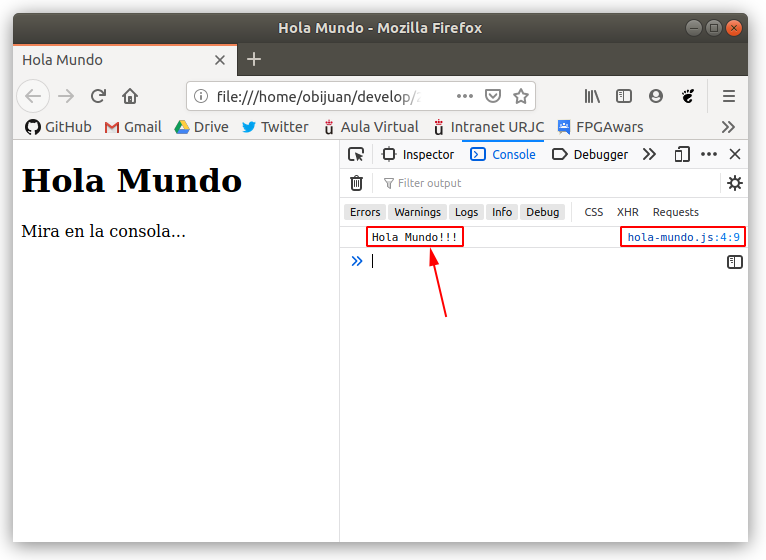 Hola Mundo - Mozilla Firefox
Hola Mundo
file:///home/obijuan/develop/
GitHub Gmail Drive Twitter Aula Virtual Intranet URJC FPGAwars
Hola Mundo
Mira en la consola...
Inspector Console Debugger
Filter output
Errors Warnings Logs Info Debug CSS XHR Requests
Hola Mundo!!! hola-mundo.js:4:9